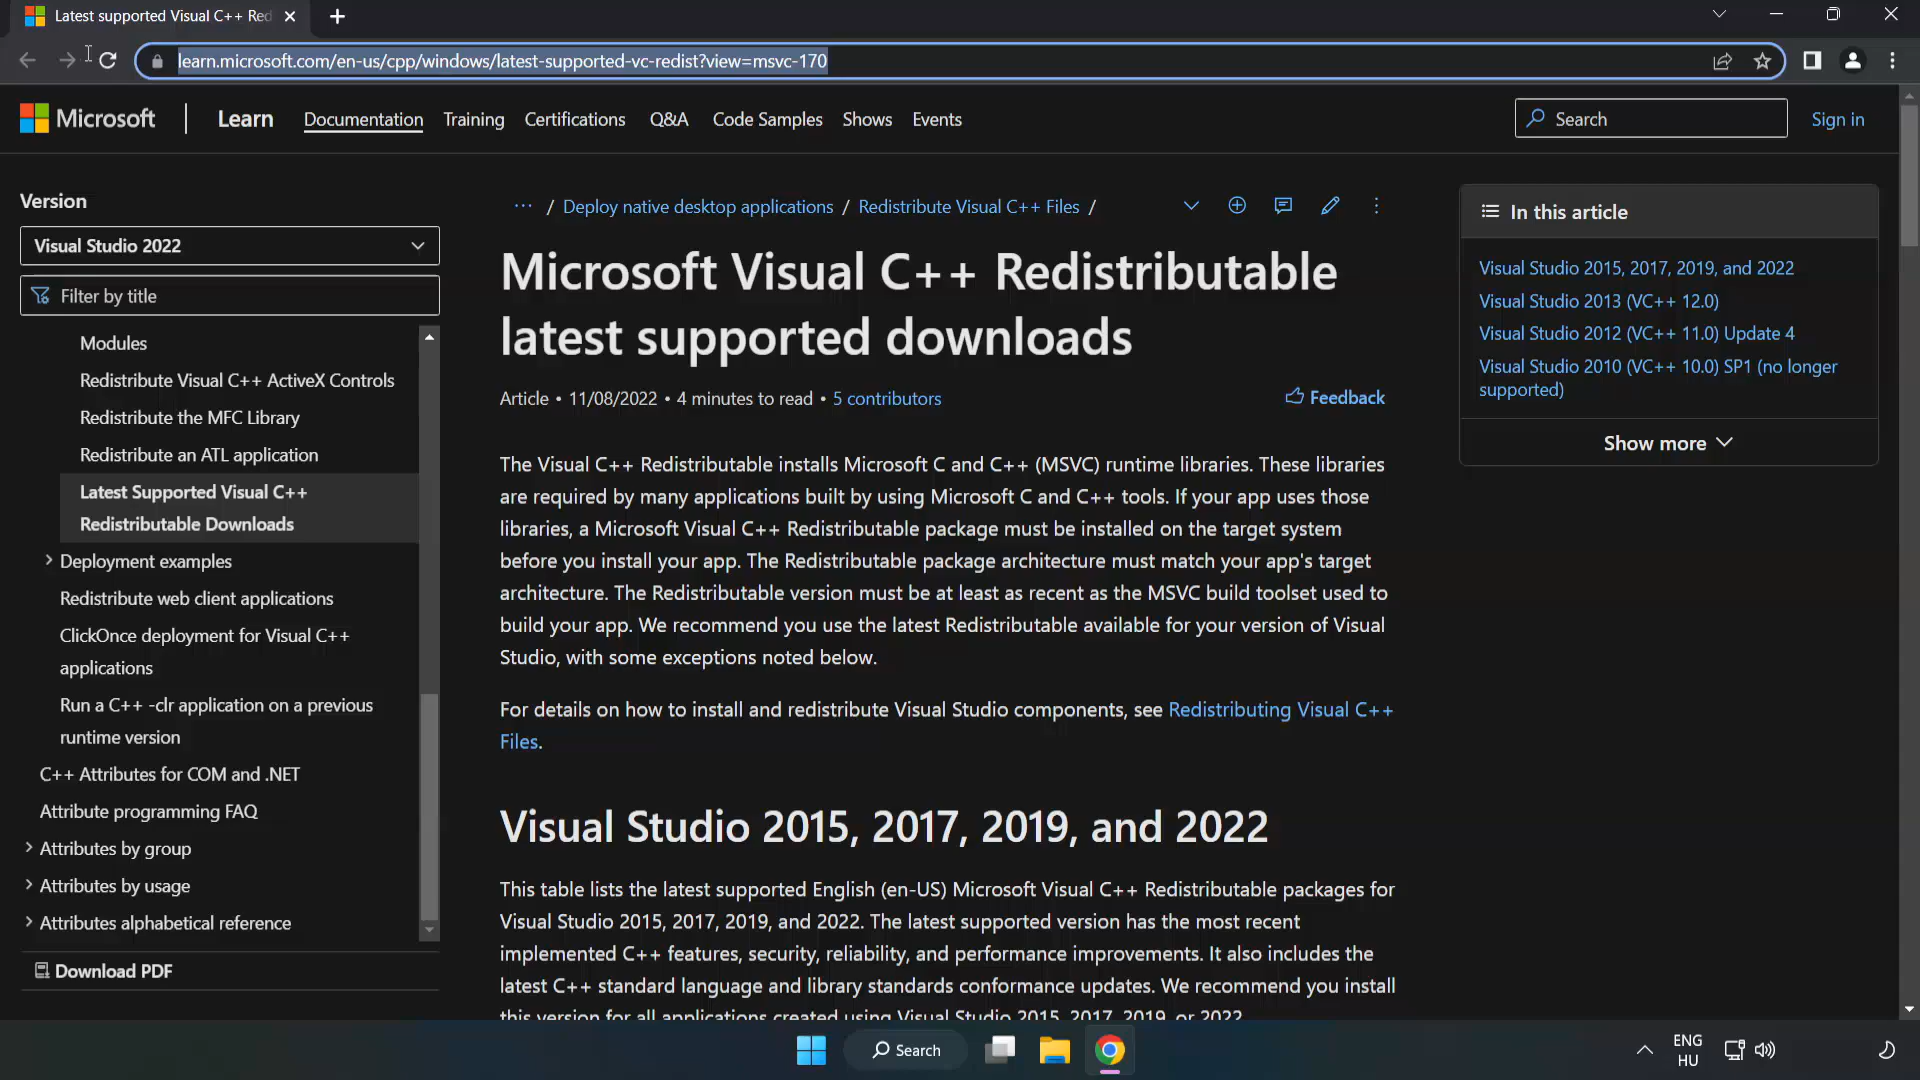 Latest supported Visual C++ Red
learn.microsoft.com/en-us/cpp/windows/latest-supported-vc-redist?view=msvc-170
Microsoft
Learn
Documentation
Training
Certifications
Q&A
Code Samples
Shows
Events
Search
Sign in
Version
Visual Studio 2022
Filter by title
Modules
Redistribute Visual C++ ActiveX Controls
Redistribute the MFC Library
Redistribute an ATL application
Latest Supported Visual C++
Redistributable Downloads
Deployment examples
Redistribute web client applications
ClickOnce deployment for Visual C++
applications
Run a C++ -clr application on a previous
runtime version
C++ Attributes for COM and .NET
Attribute programming FAQ
Attributes by group
Attributes by usage
Attributes alphabetical reference
Download PDF
··· / Deploy native desktop applications / Redistribute Visual C++ Files /
Microsoft Visual C++ Redistributable
latest supported downloads
Article • 11/08/2022 • 4 minutes to read • 5 contributors
Feedback
The Visual C++ Redistributable installs Microsoft C and C++ (MSVC) runtime libraries. These libraries
are required by many applications built by using Microsoft C and C++ tools. If your app uses those
libraries, a Microsoft Visual C++ Redistributable package must be installed on the target system
before you install your app. The Redistributable package architecture must match your app's target
architecture. The Redistributable version must be at least as recent as the MSVC build toolset used to
build your app. We recommend you use the latest Redistributable available for your version of Visual
Studio, with some exceptions noted below.
For details on how to install and redistribute Visual Studio components, see Redistributing Visual C++
Files.
Visual Studio 2015, 2017, 2019, and 2022
This table lists the latest supported English (en-US) Microsoft Visual C++ Redistributable packages for
Visual Studio 2015, 2017, 2019, and 2022. The latest supported version has the most recent
implemented C++ features, security, reliability, and performance improvements. It also includes the
latest C++ standard language and library standards conformance updates. We recommend you install
this version for all applications created using Visual Studio 2015, 2017, 2019, or 2022.
In this article
Visual Studio 2015, 2017, 2019, and 2022
Visual Studio 2013 (VC++ 12.0)
Visual Studio 2012 (VC++ 11.0) Update 4
Visual Studio 2010 (VC++ 10.0) SP1 (no longer
supported)
Show more
Search
ENG
HU